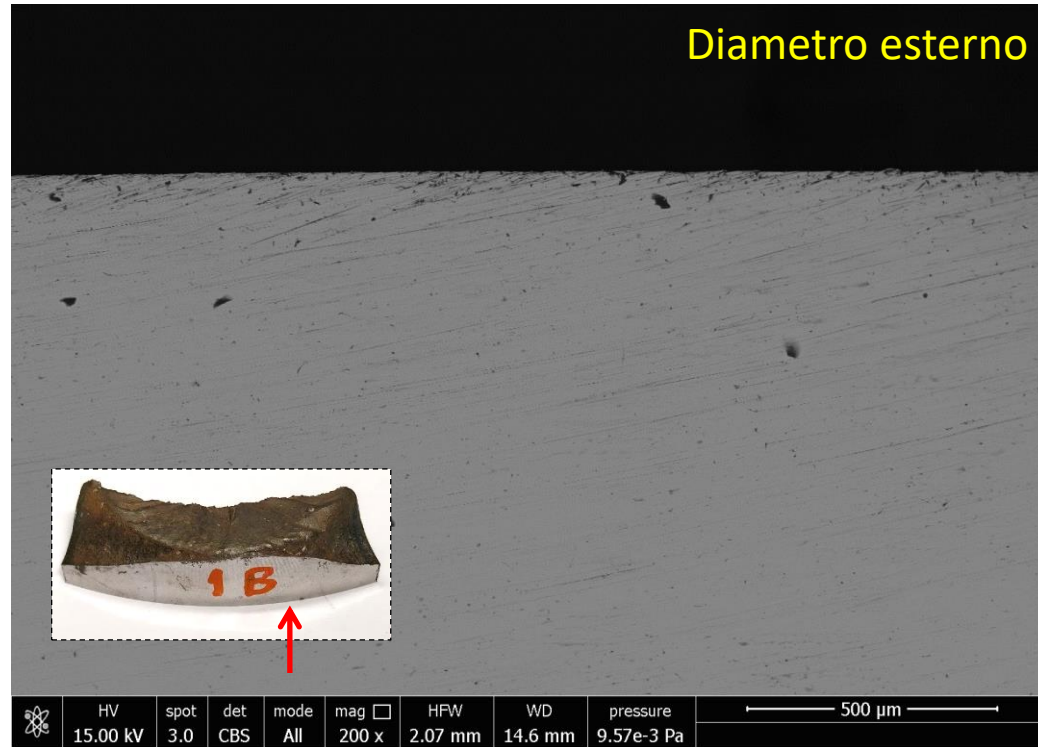 Diametro esterno
1 B
HV spot det mode mag HFW WD pressure 500 µm
15.00 kV 3.0 CBS All 200 x 2.07 mm 14.6 mm 9.57e-3 Pa